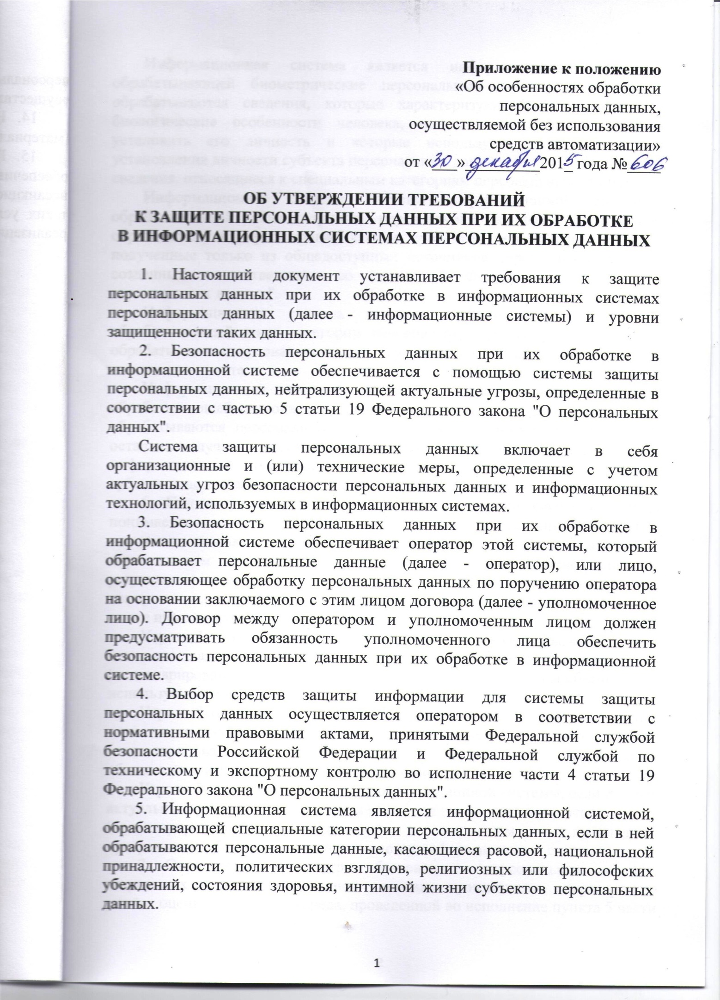 Приложение к положению
«Об особенностях обработки
персональных данных,
осуществляемой без использования
средств автоматизации»
от «30» декабря 2015 года № 606
ОБ УТВЕРЖДЕНИИ ТРЕБОВАНИЙ
К ЗАЩИТЕ ПЕРСОНАЛЬНЫХ ДАННЫХ ПРИ ИХ ОБРАБОТКЕ
В ИНФОРМАЦИОННЫХ СИСТЕМАХ ПЕРСОНАЛЬНЫХ ДАННЫХ
1. Настоящий документ устанавливает требования к защите
персональных данных при их обработке в информационных системах
персональных данных (далее - информационные системы) и уровни
защищенности таких данных.
2. Безопасность персональных данных при их обработке в
информационной системе обеспечивается с помощью системы защиты
персональных данных, нейтрализующей актуальные угрозы, определенные в
соответствии с частью 5 статьи 19 Федерального закона "О персональных
данных".
Система защиты персональных данных включает в себя
организационные и (или) технические меры, определенные с учетом
актуальных угроз безопасности персональных данных и информационных
технологий, используемых в информационных системах.
3. Безопасность персональных данных при их обработке в
информационной системе обеспечивает оператор этой системы, который
обрабатывает персональные данные (далее - оператор), или лицо,
осуществляющее обработку персональных данных по поручению оператора
на основании заключаемого с этим лицом договора (далее - уполномоченное
лицо). Договор между оператором и уполномоченным лицом должен
предусматривать обязанность уполномоченного лица обеспечить
безопасность персональных данных при их обработке в информационной
системе.
4. Выбор средств защиты информации для системы защиты
персональных данных осуществляется оператором в соответствии с
нормативными правовыми актами, принятыми Федеральной службой
безопасности Российской Федерации и Федеральной службой по
техническому и экспортному контролю во исполнение части 4 статьи 19
Федерального закона "О персональных данных".
5. Информационная система является информационной системой,
обрабатывающей специальные категории персональных данных, если в ней
обрабатываются персональные данные, касающиеся расовой, национальной
принадлежности, политических взглядов, религиозных или философских
убеждений, состояния здоровья, интимной жизни субъектов персональных
данных.
1